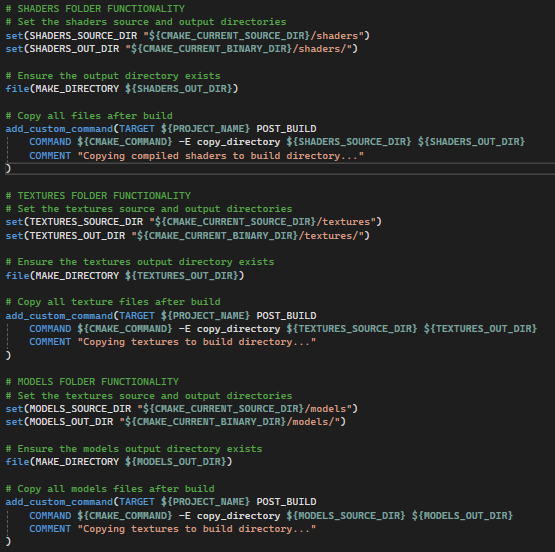 # SHADERS FOLDER FUNCTIONALITY
# Set the shaders source and output directories
set(SHADERS_SOURCE_DIR "${CMAKE_CURRENT_SOURCE_DIR}/shaders")
set(SHADERS_OUT_DIR "${CMAKE_CURRENT_BINARY_DIR}/shaders/")
# Ensure the output directory exists
file(MAKE_DIRECTORY ${SHADERS_OUT_DIR})
# Copy all files after build
add_custom_command(TARGET ${PROJECT_NAME} POST_BUILD
    COMMAND ${CMAKE_COMMAND} -E copy_directory ${SHADERS_SOURCE_DIR} ${SHADERS_OUT_DIR}
    COMMENT "Copying compiled shaders to build directory..."
)
# TEXTURES FOLDER FUNCTIONALITY
# Set the textures source and output directories
set(TEXTURES_SOURCE_DIR "${CMAKE_CURRENT_SOURCE_DIR}/textures")
set(TEXTURES_OUT_DIR "${CMAKE_CURRENT_BINARY_DIR}/textures/")
# Ensure the textures output directory exists
file(MAKE_DIRECTORY ${TEXTURES_OUT_DIR})
# Copy all texture files after build
add_custom_command(TARGET ${PROJECT_NAME} POST_BUILD
    COMMAND ${CMAKE_COMMAND} -E copy_directory ${TEXTURES_SOURCE_DIR} ${TEXTURES_OUT_DIR}
    COMMENT "Copying textures to build directory..."
)
# MODELS FOLDER FUNCTIONALITY
# Set the textures source and output directories
set(MODELS_SOURCE_DIR "${CMAKE_CURRENT_SOURCE_DIR}/models")
set(MODELS_OUT_DIR "${CMAKE_CURRENT_BINARY_DIR}/models/")
# Ensure the models output directory exists
file(MAKE_DIRECTORY ${MODELS_OUT_DIR})
# Copy all models files after build
add_custom_command(TARGET ${PROJECT_NAME} POST_BUILD
    COMMAND ${CMAKE_COMMAND} -E copy_directory ${MODELS_SOURCE_DIR} ${MODELS_OUT_DIR}
    COMMENT "Copying textures to build directory..."
)